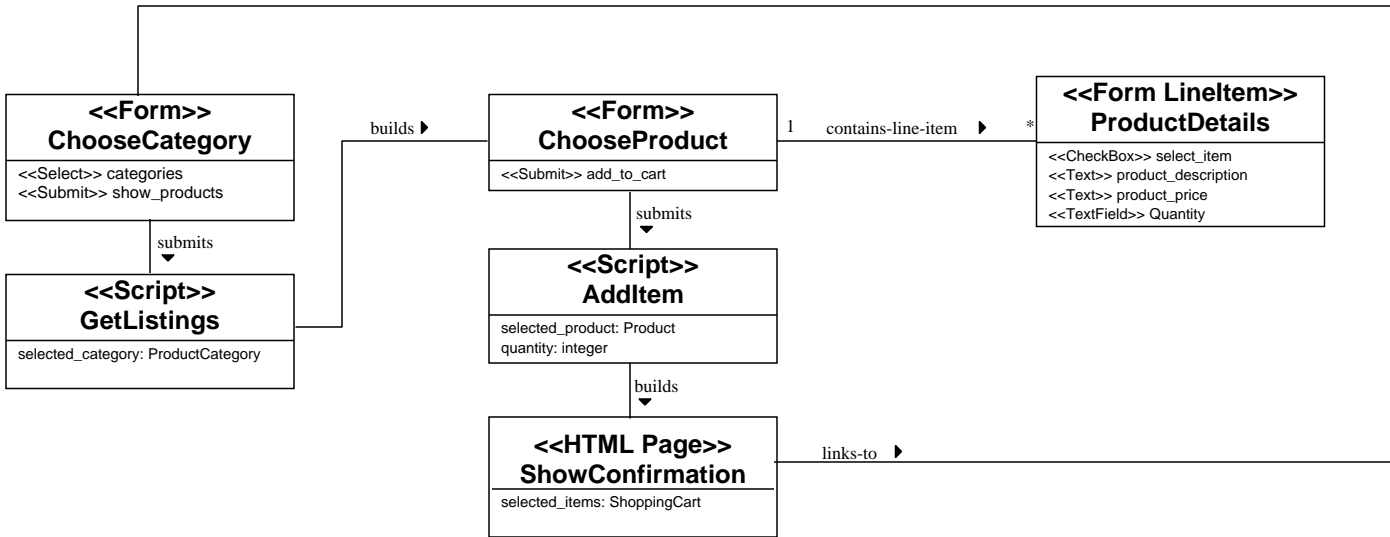 <<Form>>
ChooseCategory
<<Select>> categories
<<Submit>> show_products
submits
<<Script>>
GetListings
selected_category: ProductCategory
builds
<<Form>>
ChooseProduct
<<Submit>> add_to_cart
1
contains-line-item
*
<<Form LineItem>>
ProductDetails
<<CheckBox>> select_item
<<Text>> product_description
<<Text>> product_price
<<TextField>> Quantity
submits
<<Script>>
AddItem
selected_product: Product
quantity: integer
builds
<<HTML Page>>
ShowConfirmation
selected_items: ShoppingCart
links-to